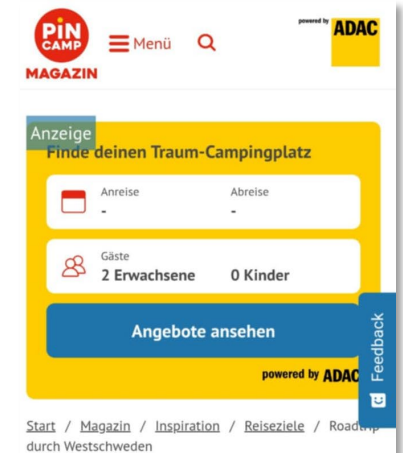 PiN
CAMP
MAGAZIN
Menü
powered by ADAC
Anzeige
Finde deinen Traum-Campingplatz
Anreise Abreise
- -
Gäste
2 Erwachsene 0 Kinder
Angebote ansehen
powered by ADAC
Feedback
Start / Magazin / Inspiration / Reiseziele / Roadtrip
durch Westschweden